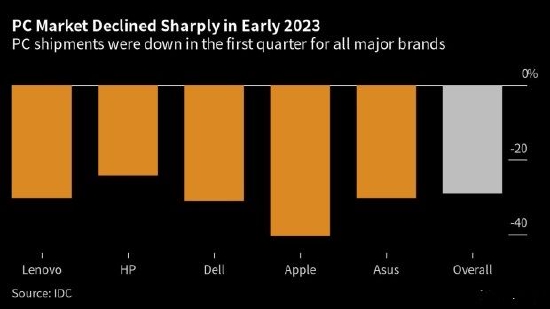 PC Market Declined Sharply in Early 2023
PC shipments were down in the first quarter for all major brands
0%
-20
-40
Lenovo HP Dell Apple Asus Overall
Source: IDC